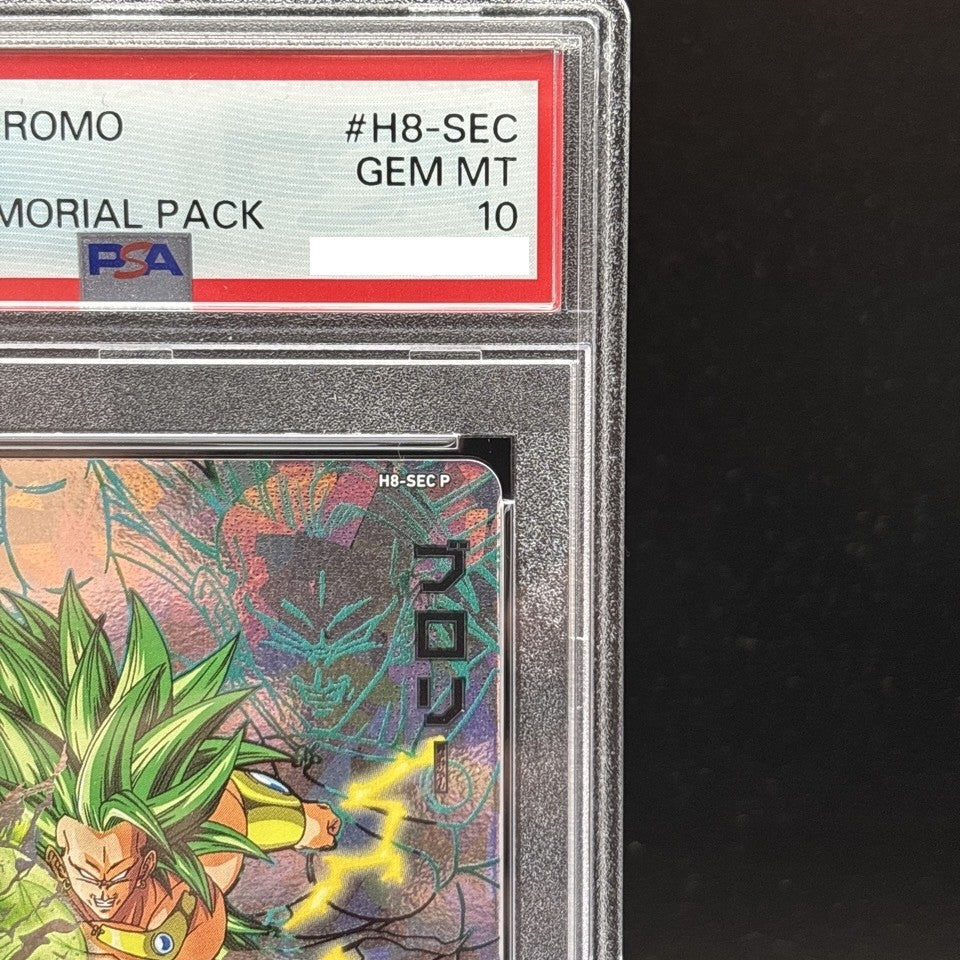 ROMO #H8-SEC
GEM MT
MORIAL PACK 10
PSA
H8-SEC P
ブロリー